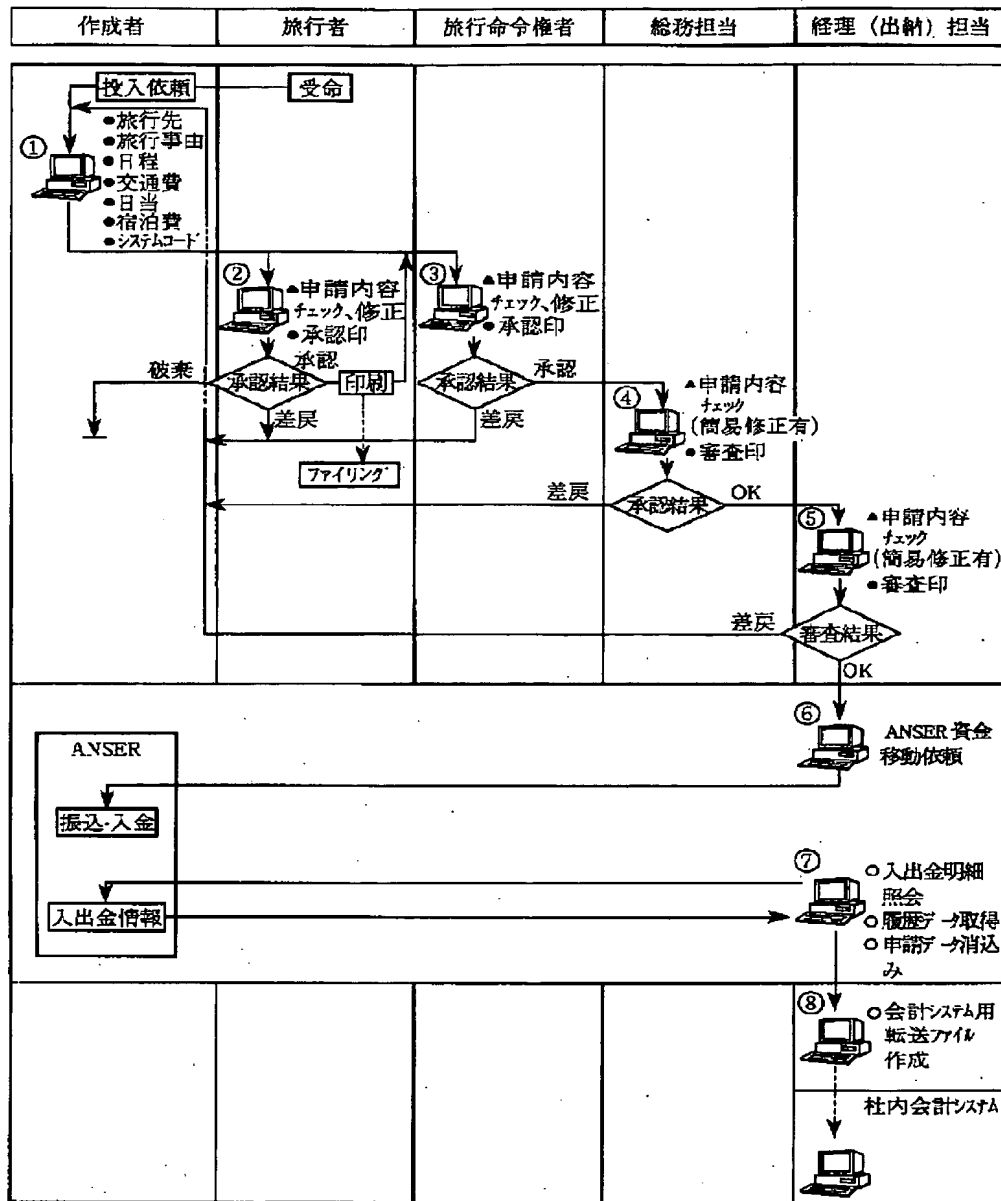 作成者 旅行者 旅行命令権者 総務担当 経理（出納）担当
投入依頼 受命
①
●旅行先
●旅行事由
●日程
●交通費
●日当
●宿泊費
●システムコード
②
▲申請内容
チェック、修正
●承認印
③
▲申請内容
チェック、修正
●承認印
破棄
承認結果
承認
印刷
差戻
ファイリング
承認結果
承認
差戻
④
▲申請内容
チェック
(簡易修正有)
●審査印
差戻
承認結果
OK
⑤
▲申請内容
チェック
(簡易修正有)
●審査印
差戻
審査結果
OK
⑥
ANSER資金
移動依頼
ANSER
振込・入金
⑦
○入出金明細
照会
○履歴データ取得
○申請データ消込
み
入出金情報
⑧
○会計システム用
転送ファイル
作成
社内会計システム